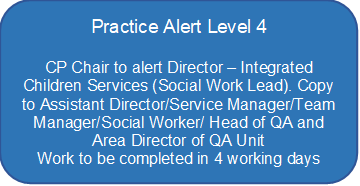 Practice Alert Level 4
CP Chair to alert Director – Integrated
Children Services (Social Work Lead). Copy
to Assistant Director/Service Manager/Team
Manager/Social Worker/ Head of QA and
Area Director of QA Unit
Work to be completed in 4 working days